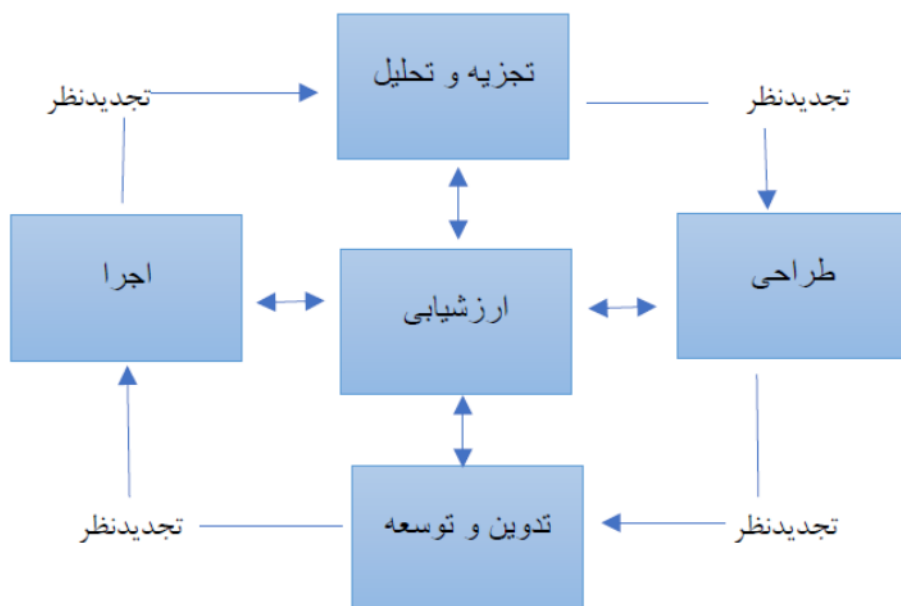 تجزیه و تحلیل
تجدیدنظر
تجدیدنظر
طراحی
ارزشیابی
اجرا
تجدیدنظر
تدوین و توسعه
تجدیدنظر